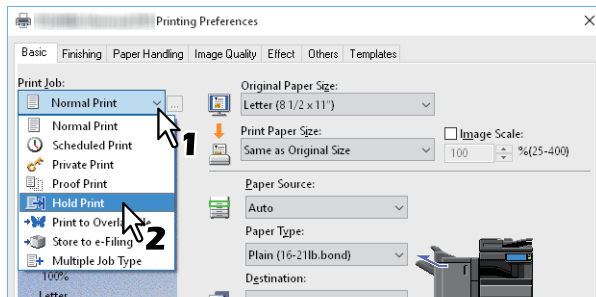 Printing Preferences
Basic Finishing Paper Handling Image Quality Effect Others Templates
Print Job:
Normal Print
...
Normal Print
Scheduled Print
Private Print
Proof Print
Hold Print
Print to Overl
Store to e-Filing
Multiple Job Type
100%
Letter
1
2
Original Paper Size:
Letter (8 1/2 x 11")
Print Paper Size:
Same as Original Size
Image Scale:
100 %(25-400)
Paper Source:
Auto
Paper Type:
Plain (16-21lb.bond)
Destination: